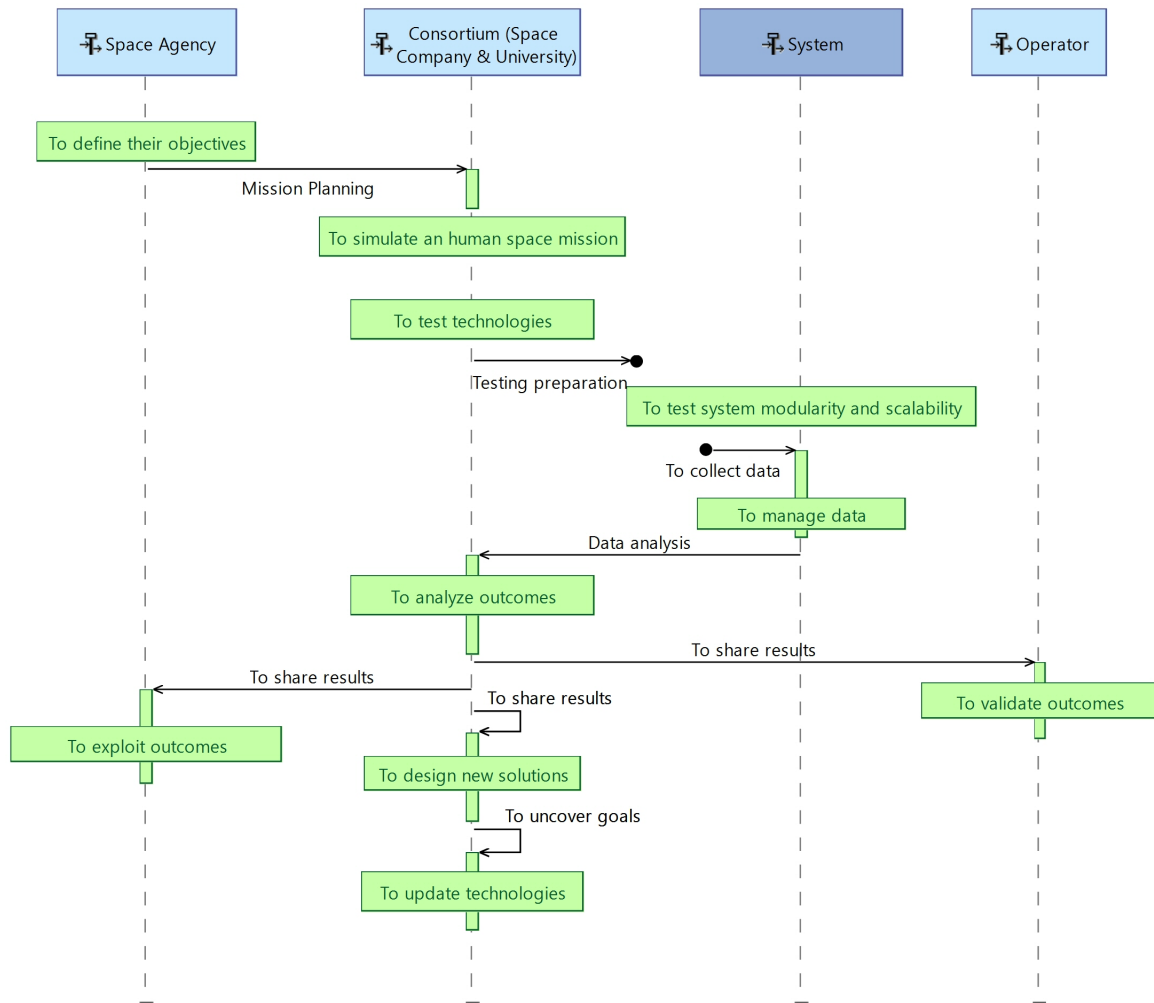 Space Agency
Consortium (Space
Company & University)
System
Operator
To define their objectives
Mission Planning
To simulate an human space mission
To test technologies
Testing preparation
To test system modularity and scalability
To collect data
To manage data
Data analysis
To analyze outcomes
To share results
To share results
To share results
To validate outcomes
To exploit outcomes
To design new solutions
To uncover goals
To update technologies